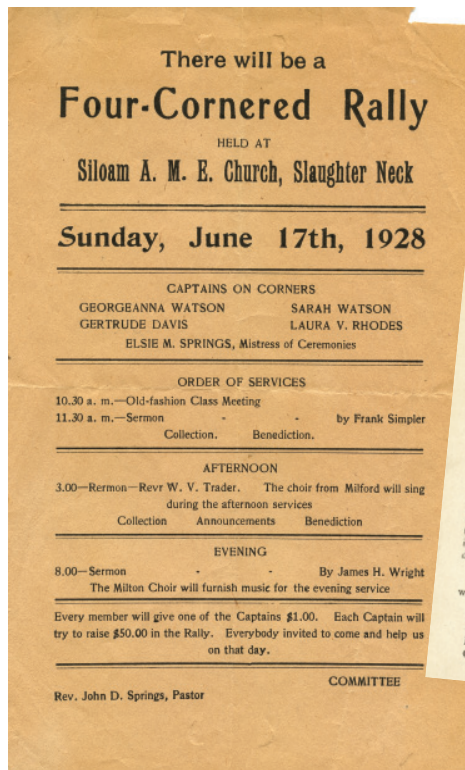 There will be a
Four-Cornered Rally
HELD AT
Siloam A. M. E. Church, Slaughter Neck
Sunday, June 17th, 1928
CAPTAINS ON CORNERS
GEORGEANNA WATSON SARAH WATSON
GERTRUDE DAVIS LAURA V. RHODES
ELSIE M. SPRINGS, Mistress of Ceremonies
ORDER OF SERVICES
10.30 a. m.—Old-fashion Class Meeting
11.30 a. m.—Sermon - - by Frank Simpler
Collection. Benediction.
AFTERNOON
3.00—Rermon—Revr W. V. Trader. The choir from Milford will sing
during the afternoon services
Collection Announcements Benediction
EVENING
8.00—Sermon - - By James H. Wright
The Milton Choir will furnish music for the evening service
Every member will give one of the Captains $1.00. Each Captain will
try to raise $50.00 in the Rally. Everybody invited to come and help us
on that day.
COMMITTEE
Rev. John D. Springs, Pastor